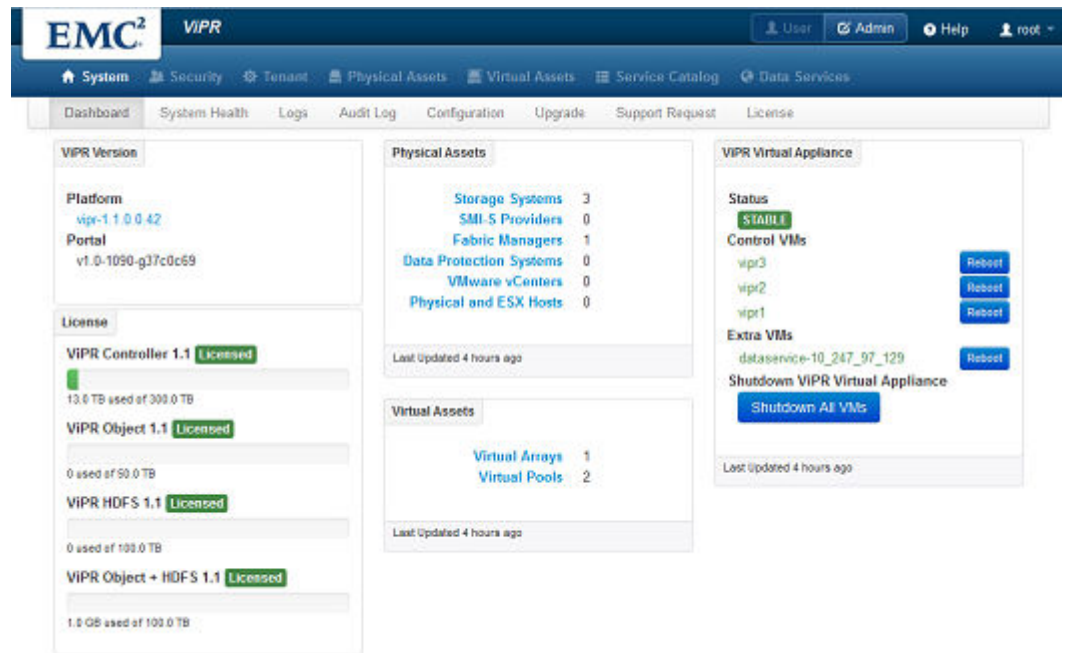 EMC²
ViPR
User
Admin
Help
root
System
Security
Tenant
Physical Assets
Virtual Assets
Service Catalog
Data Services
Dashboard
System Health
Logs
Audit Log
Configuration
Upgrade
Support Request
License
ViPR Version
Platform
vipr-1.1.0.0.42
Portal
v1.0-1090-g37c0c69
License
ViPR Controller 1.1 Licensed
13.0 TB used of 300.0 TB
ViPR Object 1.1 Licensed
0 used of 50.0 TB
ViPR HDFS 1.1 Licensed
0 used of 100.0 TB
ViPR Object + HDFS 1.1 Licensed
1.0 GB used of 100.0 TB
Physical Assets
Storage Systems 3
SMI-S Providers 0
Fabric Managers 1
Data Protection Systems 0
VMware vCenters 0
Physical and ESX Hosts 0
Last Updated 4 hours ago
Virtual Assets
Virtual Arrays 1
Virtual Pools 2
Last Updated 4 hours ago
ViPR Virtual Appliance
Status
STABLE
Control VMs
vipr3 Reboot
vipr2 Reboot
vipr1 Reboot
Extra VMs
dataservice-10_247_97_129 Reboot
Shutdown ViPR Virtual Appliance
Shutdown All VMs
Last Updated 4 hours ago